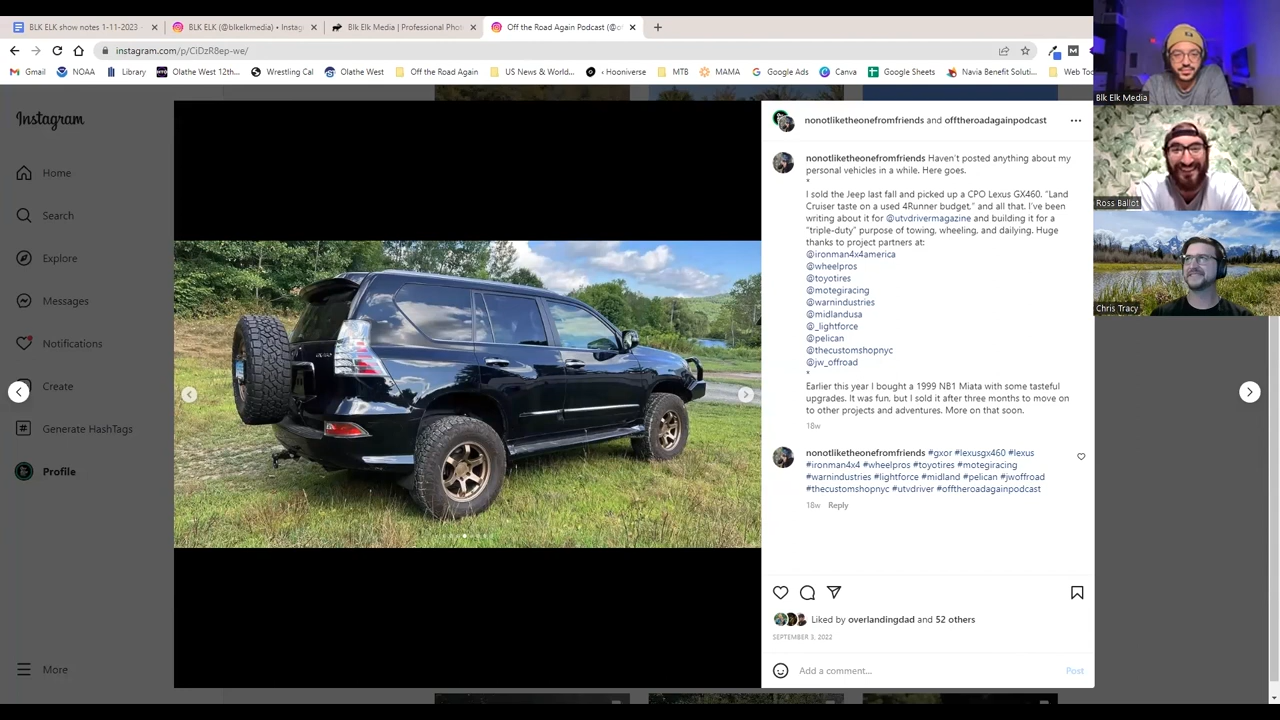 BLK ELK show notes 1-11-2023
BLK ELK (@blkelkmedia) • Instag
Blk Elk Media | Professional Phot
Off the Road Again Podcast (@o
instagram.com/p/CiDzR8ep-we/
Gmail
NOAA
Library
Olathe West 12th...
Wrestling Cal
Olathe West
Off the Road Again
US News & World...
Hooniverse
MTB
MAMA
Google Ads
Canva
Google Sheets
Navia Benefit Soluti...
Web Too
Blk Elk Media
Ross Ballot
Chris Tracy
Instagram
Home
Search
Explore
Messages
Notifications
Create
Generate HashTags
Profile
More
nonotliketheonefromfriends and offtheroadagainpodcast
nonotliketheonefromfriends Haven't posted anything about my
personal vehicles in a while. Here goes.
*
I sold the Jeep last fall and picked up a CPO Lexus GX460. "Land
Cruiser taste on a used 4Runner budget," and all that. I've been
writing about it for @utvdrivermagazine and building it for a
"triple-duty" purpose of towing, wheeling, and dailying. Huge
thanks to project partners at:
@ironman4x4america
@wheelpros
@toyotires
@motegiracing
@warnindustries
@midlandusa
@_lightforce
@pelican
@thecustomshopnyc
@jw_offroad
*
Earlier this year I bought a 1999 NB1 Miata with some tasteful
upgrades. It was fun, but I sold it after three months to move on
to other projects and adventures. More on that soon.
18w
nonotliketheonefromfriends #gxor #lexusgx460 #lexus
#ironman4x4 #wheelpros #toyotires #motegiracing
#warnindustries #lightforce #midland #pelican #jwoffroad
#thecustomshopnyc #utvdriver #offtheroadagainpodcast
18w Reply
Liked by overlandingdad and 52 others
SEPTEMBER 3, 2022
Add a comment...
Post